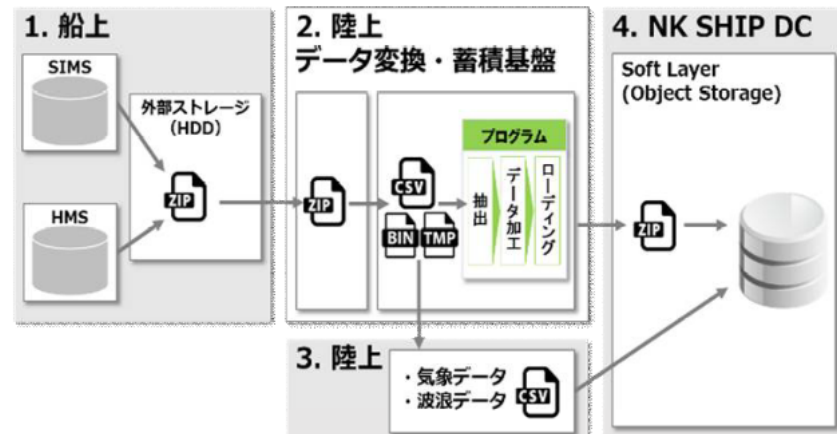 1. 船上
SIMS
外部ストレージ
（HDD）
ZIP
HMS
2. 陸上
データ変換・蓄積基盤
ZIP
CSV
BIN
TMP
プログラム
抽出
データ加工
ローディング
3. 陸上
・気象データ
・波浪データ
CSV
4. NK SHIP DC
Soft Layer
(Object Storage)
ZIP